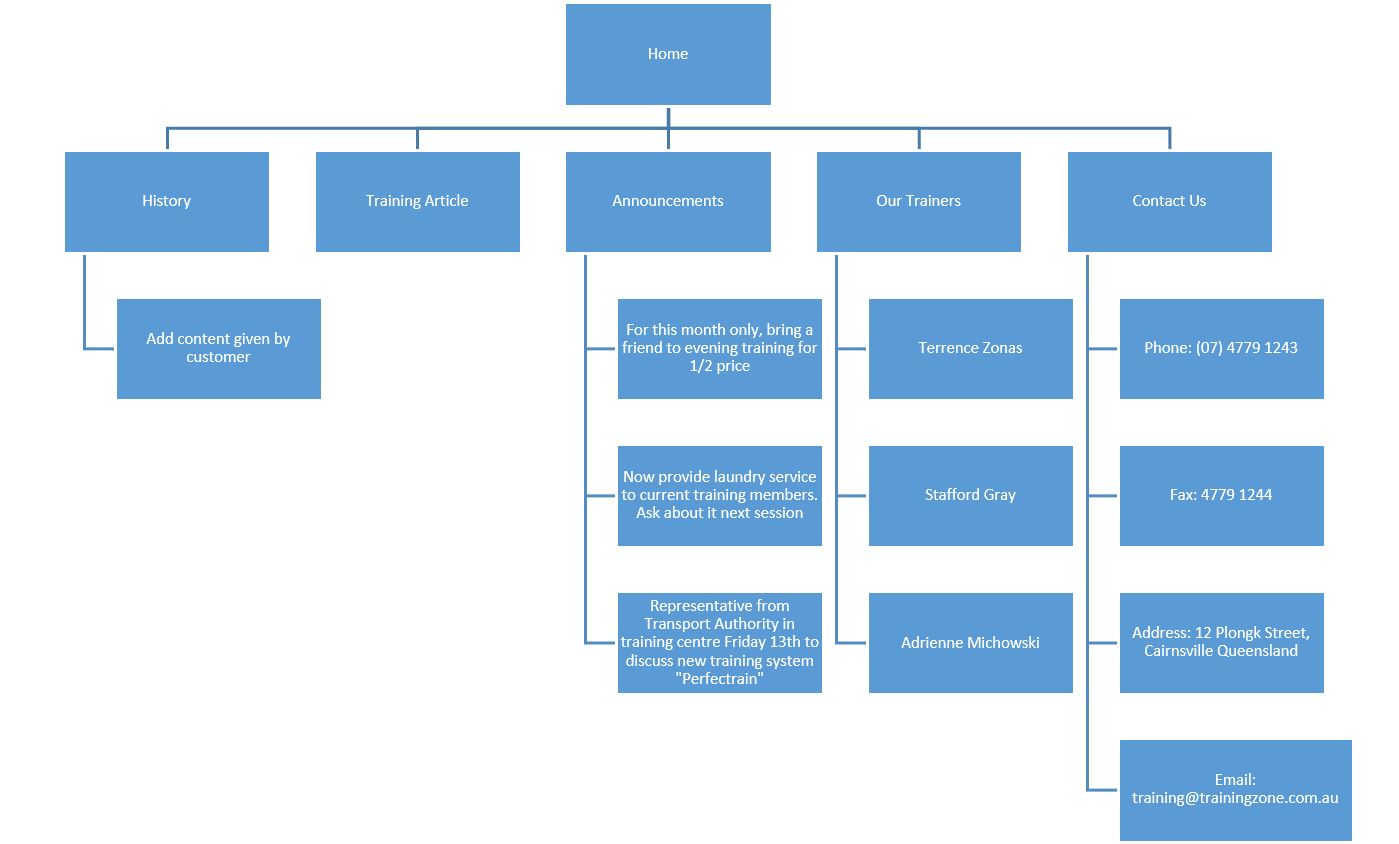 Home
History
Training Article
Announcements
Our Trainers
Contact Us
Add content given by
customer
For this month only, bring a
friend to evening training for
1/2 price
Terrence Zonas
Phone: (07) 4779 1243
Now provide laundry service
to current training members.
Ask about it next session
Stafford Gray
Fax: 4779 1244
Representative from
Transport Authority in
training centre Friday 13th to
discuss new training system
"Perfectrain"
Adrienne Michowski
Address: 12 Plongk Street,
Cairnsville Queensland
Email:
training@trainingzone.com.au